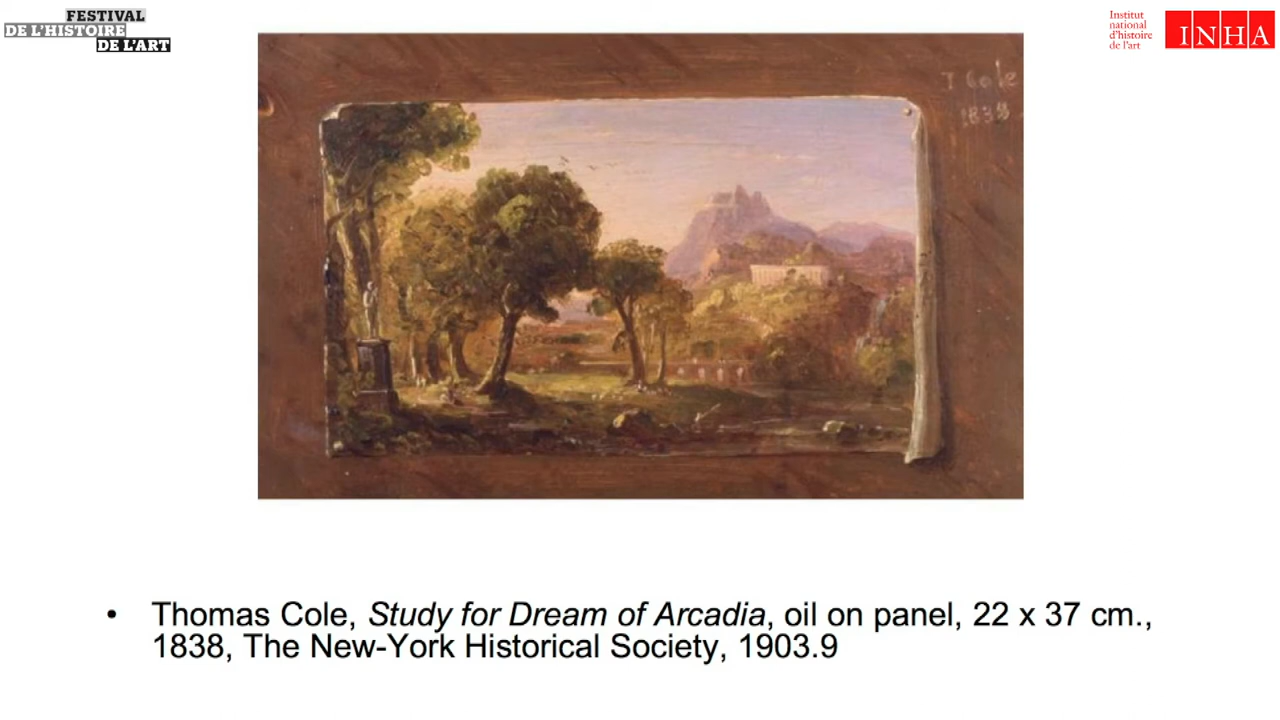 FESTIVAL
DE L'HISTOIRE
DE L'ART
Institut
national
d'histoire
de l'art
INHA
T Cole
1838
• Thomas Cole, Study for Dream of Arcadia, oil on panel, 22 x 37 cm.,
1838, The New-York Historical Society, 1903.9